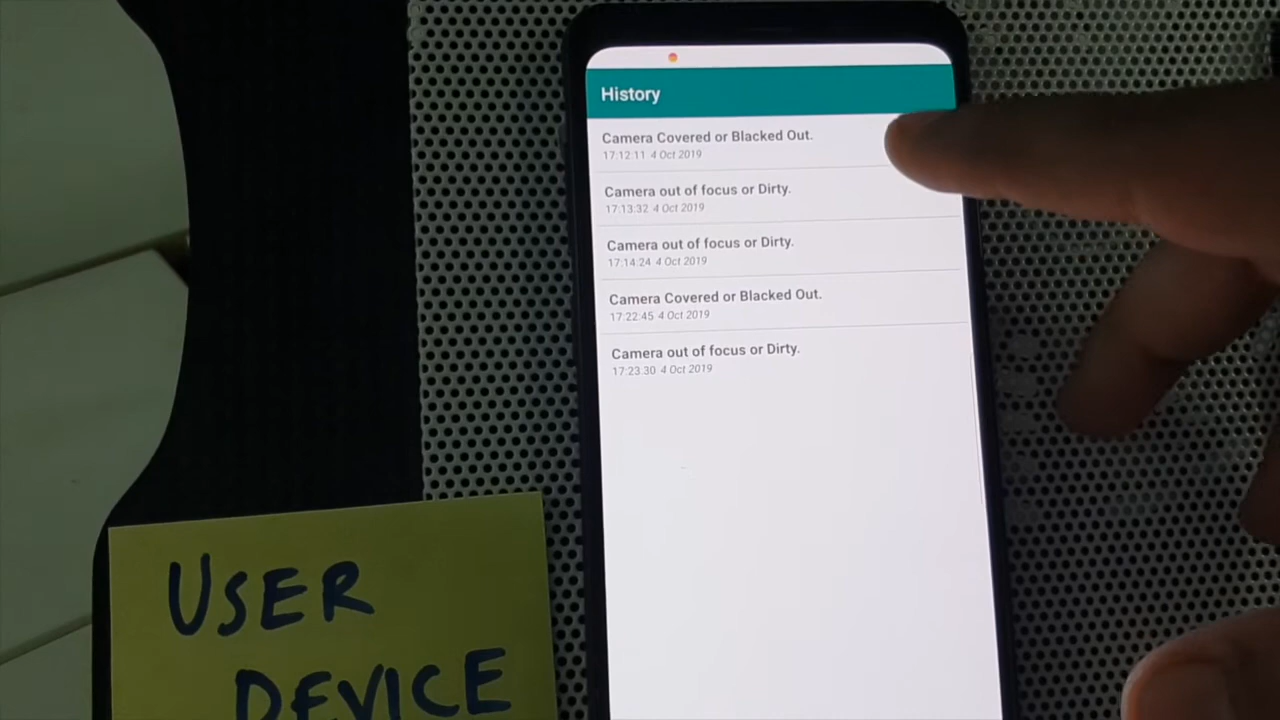 History
Camera Covered or Blacked Out.
17:12:11 4 Oct 2019
Camera out of focus or Dirty.
17:13:32 4 Oct 2019
Camera out of focus or Dirty.
17:14:24 4 Oct 2019
Camera Covered or Blacked Out.
17:22:45 4 Oct 2019
Camera out of focus or Dirty.
17:23:30 4 Oct 2019
USER
DEVICE